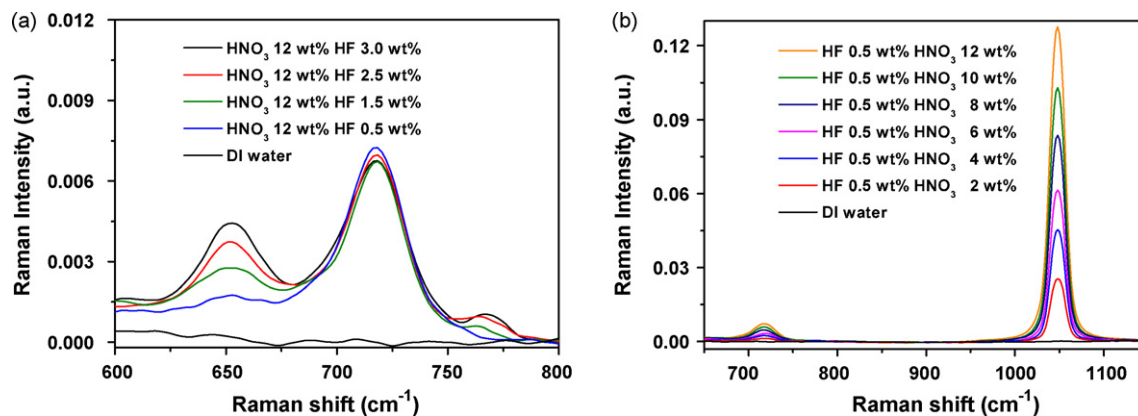 (a)
0.012
0.009
0.006
0.003
0.000
Raman Intensity (a.u.)
HNO₃ 12 wt% HF 3.0 wt%
HNO₃ 12 wt% HF 2.5 wt%
HNO₃ 12 wt% HF 1.5 wt%
HNO₃ 12 wt% HF 0.5 wt%
DI water
600 650 700 750 800
Raman shift (cm⁻¹)
(b)
0.12
0.09
0.06
0.03
0.00
Raman Intensity (a.u.)
HF 0.5 wt% HNO₃ 12 wt%
HF 0.5 wt% HNO₃ 10 wt%
HF 0.5 wt% HNO₃ 8 wt%
HF 0.5 wt% HNO₃ 6 wt%
HF 0.5 wt% HNO₃ 4 wt%
HF 0.5 wt% HNO₃ 2 wt%
DI water
700 800 900 1000 1100
Raman shift (cm⁻¹)